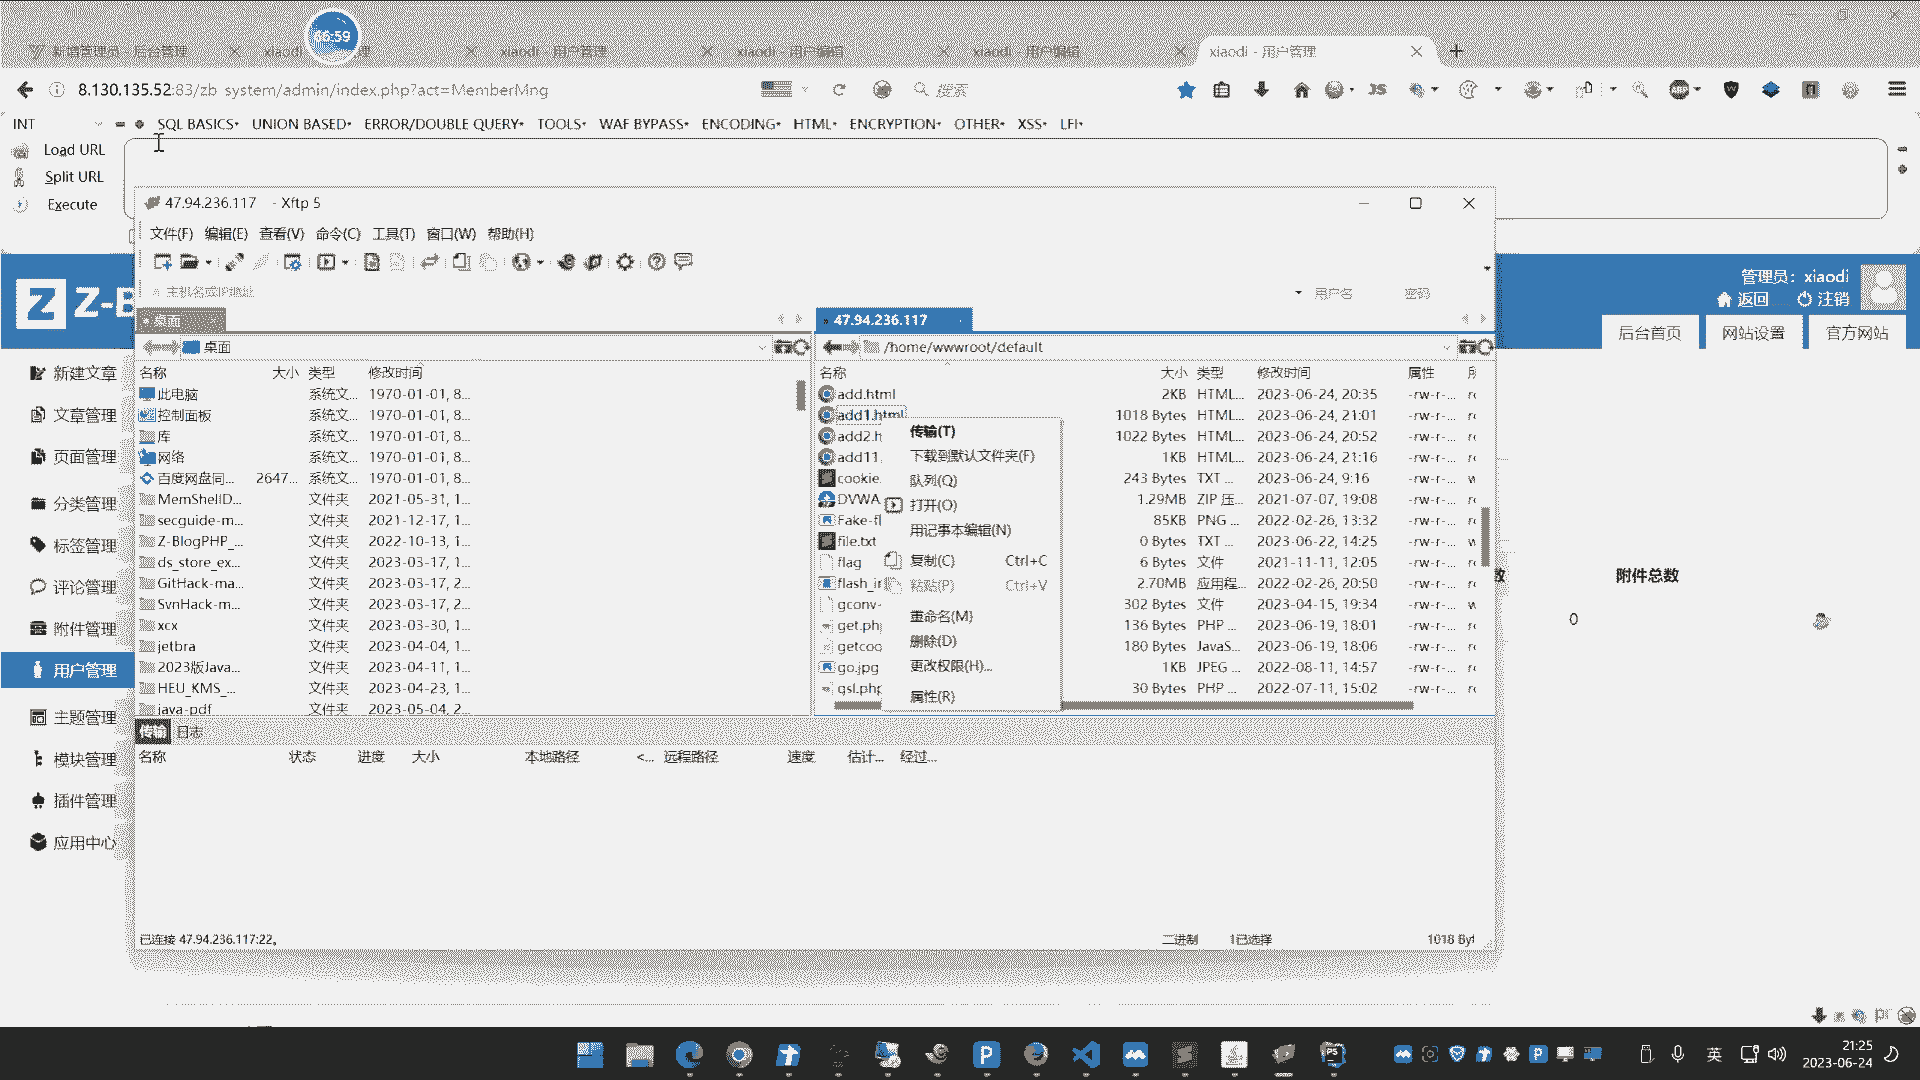 新增管理员 - 后台管理
xiaodi
理
xiaodi - 用户管理
xiaodi - 用户编辑
xiaodi - 用户编辑
xiaodi - 用户管理
66:59
8.130.135.52:83/zb_system/admin/index.php?act=MemberMng
搜索
INT SQL BASICS UNION BASED ERROR/DOUBLE QUERY TOOLS WAF BYPASS ENCODING HTML ENCRYPTION OTHER XSS LFI
Load URL
Split URL
Execute
47.94.236.117 - Xftp 5
文件(F) 编辑(E) 查看(V) 命令(C) 工具(T) 窗口(W) 帮助(H)
主机名或IP地址 用户名 密码
桌面 47.94.236.117
桌面 /home/wwwroot/default
名称 大小 类型 修改时间
此电脑 系统文... 1970-01-01, 8...
控制面板 系统文... 1970-01-01, 8...
库 系统文... 1970-01-01, 8...
网络 系统文... 1970-01-01, 8...
百度网盘同... 2647... 系统文... 1970-01-01, 8...
MemShellD... 文件夹 2021-05-31, 1...
secguide-m... 文件夹 2021-12-17, 1...
Z-BlogPHP_... 文件夹 2022-10-13, 1...
ds_store_ex... 文件夹 2023-03-17, 1...
GitHack-ma... 文件夹 2023-03-17, 2...
SvnHack-m... 文件夹 2023-03-17, 2...
xcx 文件夹 2023-03-30, 1...
jetbra 文件夹 2023-04-04, 1...
2023版Java... 文件夹 2023-04-11, 1...
HEU_KMS_... 文件夹 2023-04-23, 1...
java-pdf 文件夹 2023-05-04, 2...
名称 大小 类型 修改时间 属性
add.html 2KB HTML... 2023-06-24, 20:35 -rw-r-...
add1.html 1018 Bytes HTML... 2023-06-24, 21:01 -rw-r-...
add2.h 1022 Bytes HTML... 2023-06-24, 20:52 -rw-r-...
add11. 1KB HTML... 2023-06-24, 21:16 -rw-r-...
cookie. 243 Bytes TXT ... 2023-06-24, 9:16 -rw-r-...
DVWA 1.29MB ZIP 压... 2021-07-07, 19:08 -rw-r-...
Fake-fl 85KB PNG ... 2022-02-26, 13:32 -rw-r-...
file.txt 0 Bytes TXT ... 2023-06-22, 14:25 -rw-r-...
flag 6 Bytes 文件 2021-11-11, 12:05 -rw-r-...
flash_in 2.70MB 应用程... 2022-02-26, 20:50 -rw-r-...
gconv- 302 Bytes 文件 2023-04-15, 19:34 -rw-r-...
get.php 136 Bytes PHP ... 2023-06-19, 18:01 -rw-r-...
getcoo 180 Bytes JavaS... 2023-06-19, 18:06 -rw-r-...
go.jpg 1KB JPEG ... 2022-08-11, 14:57 -rw-r-...
gsl.php 30 Bytes PHP ... 2022-07-11, 15:02 -rw-r-...
传输(T)
下载到默认文件夹(F)
队列(Q)
打开(O)
用记事本编辑(N)
复制(C) Ctrl+C
粘贴(P) Ctrl+V
重命名(M)
删除(D)
更改权限(H)...
属性(R)
传输 日志
名称 状态 进度 大小 本地路径 <... 远程路径 速度 估计... 经过...
已连接 47.94.236.117:22。 二进制 1已选择 1018 Byt
Z Z-B
新建文章
文章管理
页面管理
分类管理
标签管理
评论管理
附件管理
用户管理
主题管理
模块管理
插件管理
应用中心
管理员：xiaodi
返回 注销
后台首页 网站设置 官方网站
数 附件总数
0
英
21:25
2023-06-24